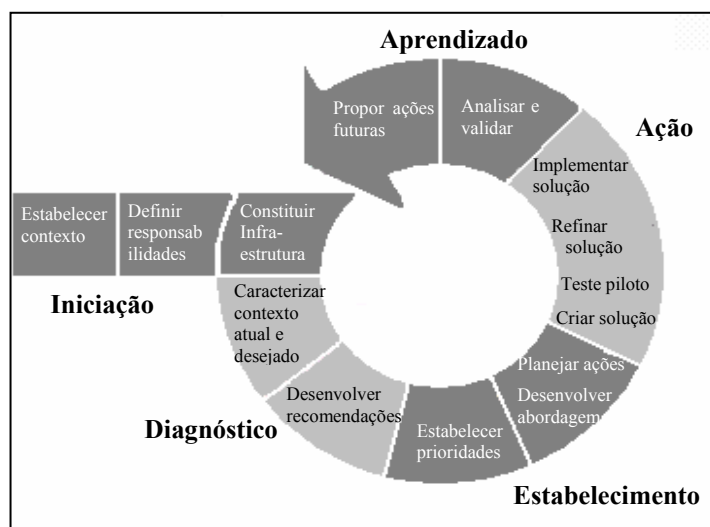 Aprendizado
Propor ações
futuras
Analisar e
validar
Ação
Implementar
solução
Refinar
solução
Teste piloto
Criar solução
Estabelecer
contexto
Definir
responsab
ilidades
Constituir
Infra-
estrutura
Iniciação
Caracterizar
contexto
atual e
desejado
Desenvolver
recomendações
Diagnóstico
Estabelecer
prioridades
Planejar ações
Desenvolver
abordagem
Estabelecimento